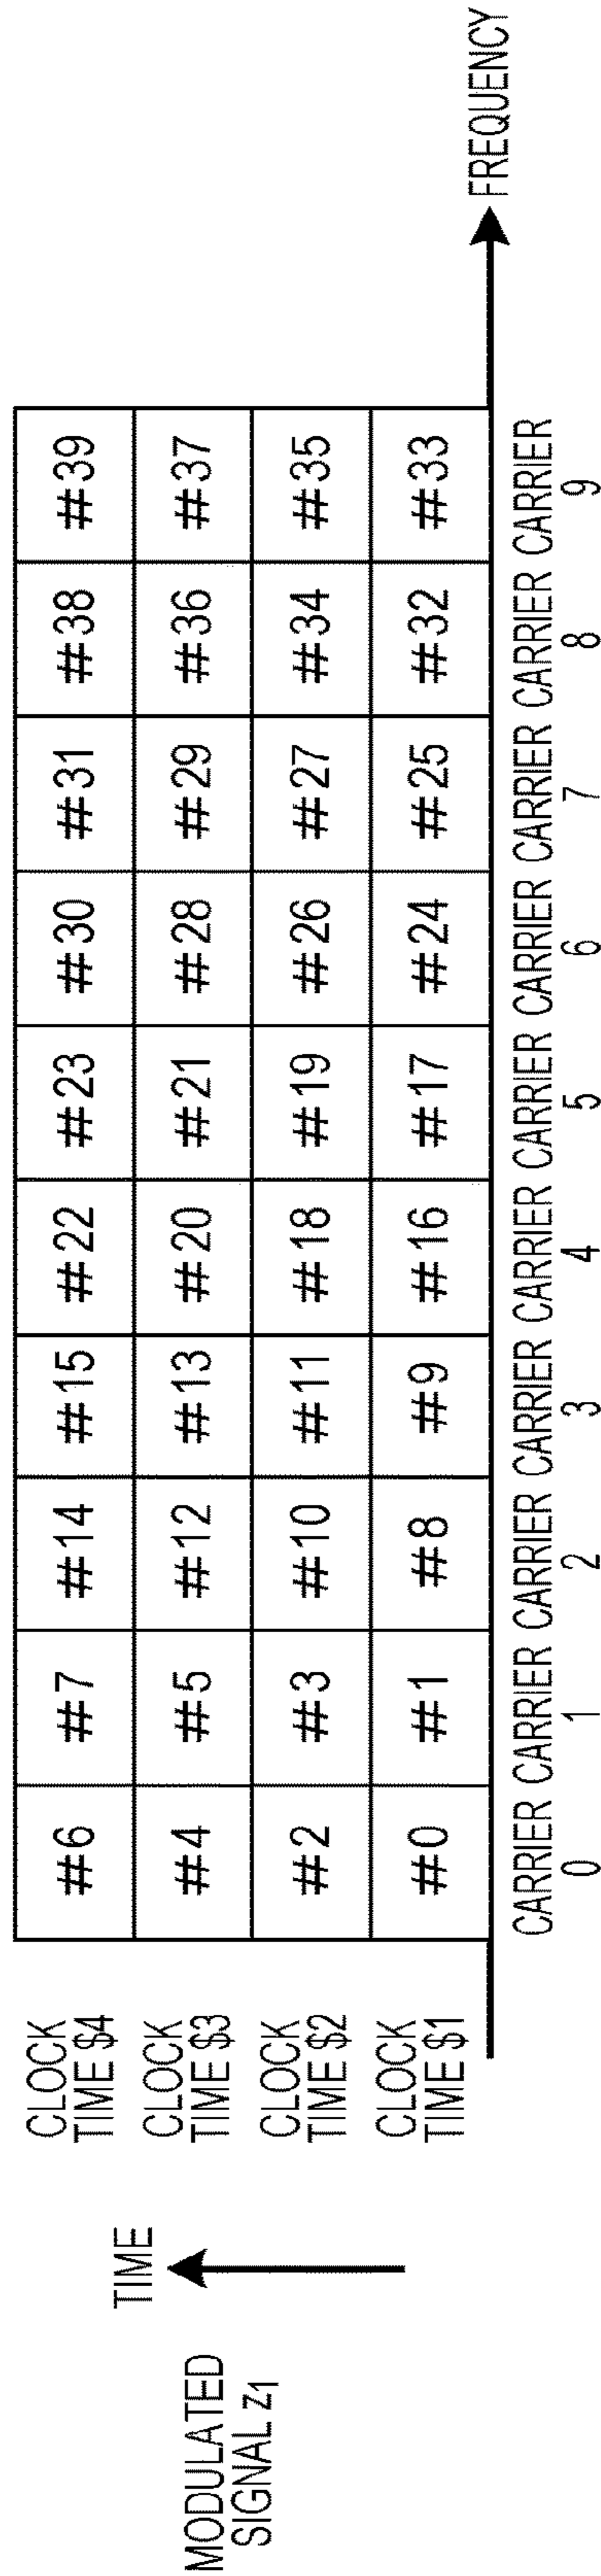 MODULATED
SIGNAL z1
TIME
CLOCK
TIME $4
#6 #7 #14 #15 #22 #23 #30 #31 #38 #39
CLOCK
TIME $3
#4 #5 #12 #13 #20 #21 #28 #29 #36 #37
CLOCK
TIME $2
#2 #3 #10 #11 #18 #19 #26 #27 #34 #35
CLOCK
TIME $1
#0 #1 #8 #9 #16 #17 #24 #25 #32 #33
FREQUENCY
CARRIER CARRIER CARRIER CARRIER CARRIER CARRIER CARRIER CARRIER CARRIER CARRIER
0 1 2 3 4 5 6 7 8 9